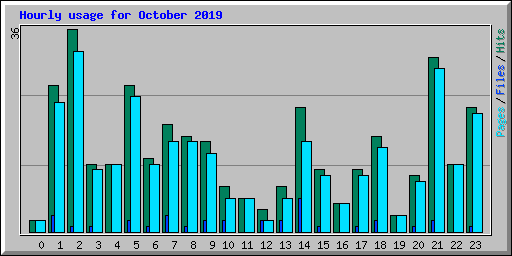 Hourly usage for October 2019
36
Pages/Files/Hits
0 1 2 3 4 5 6 7 8 9 10 11 12 13 14 15 16 17 18 19 20 21 22 23